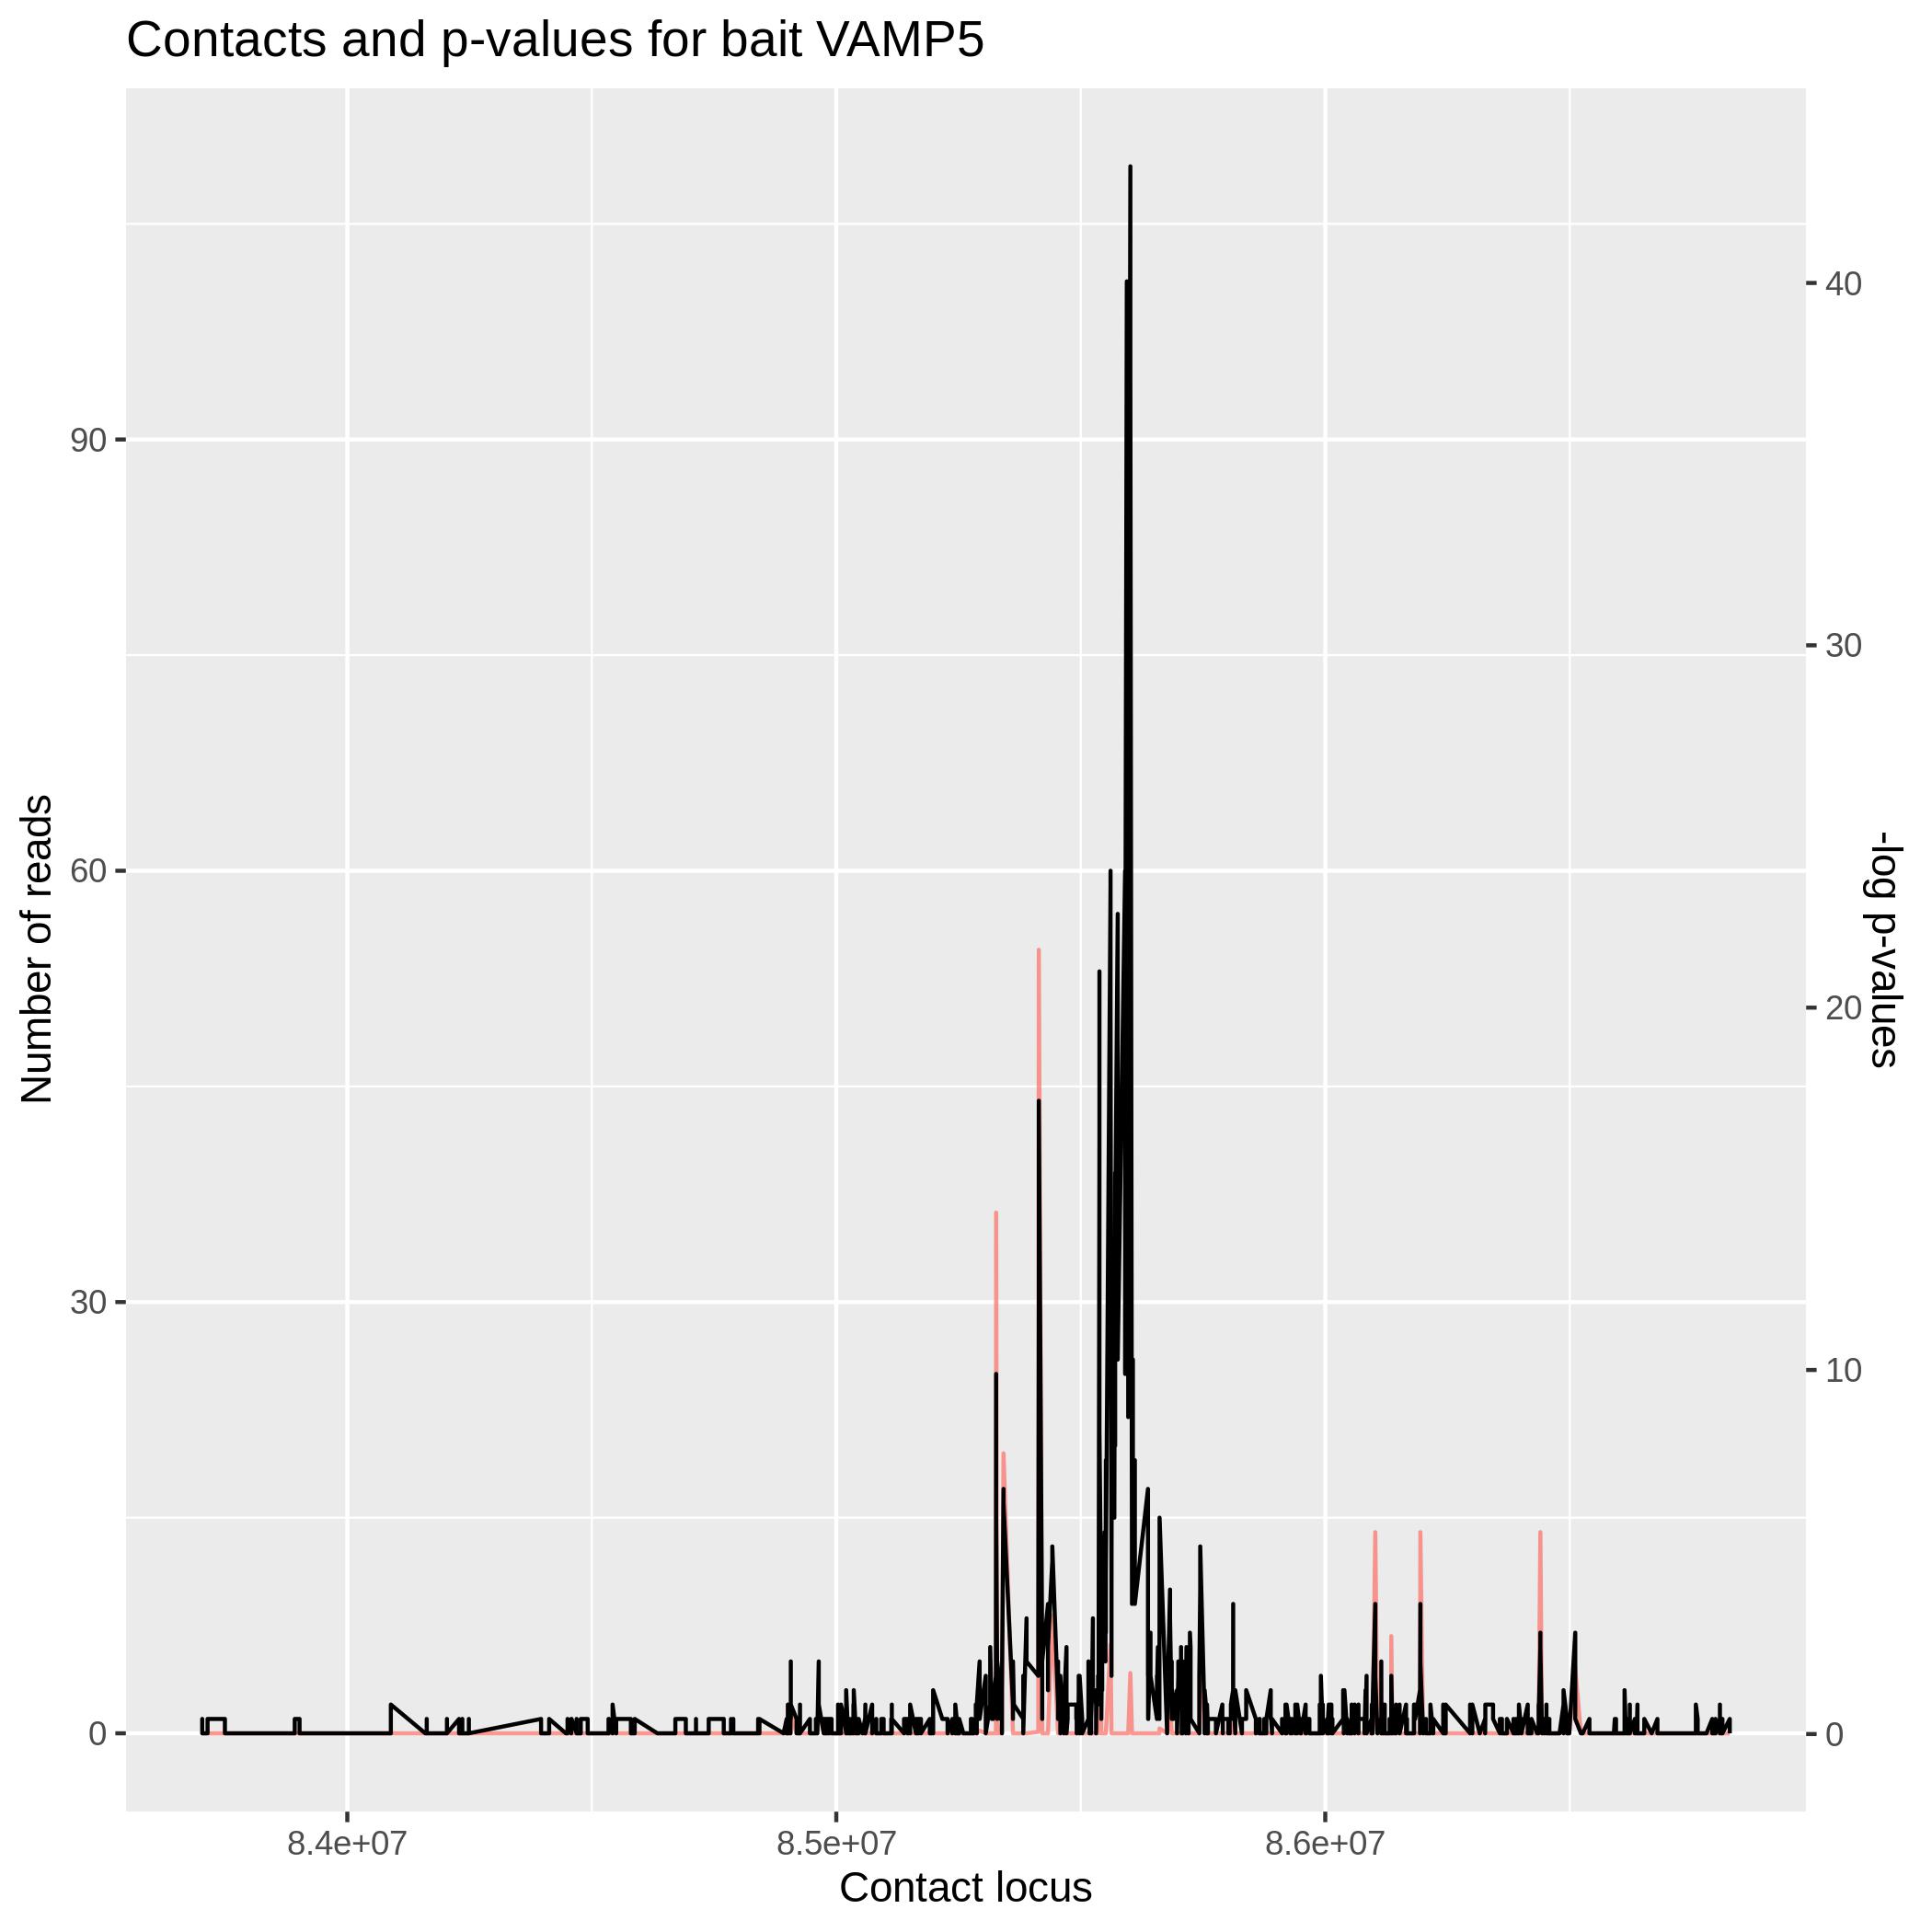 Contacts and p-values for bait VAMP5
Number of reads
90
60
30
0
40
30
20
10
0
-log p-values
8.4e+07
8.5e+07
8.6e+07
Contact locus